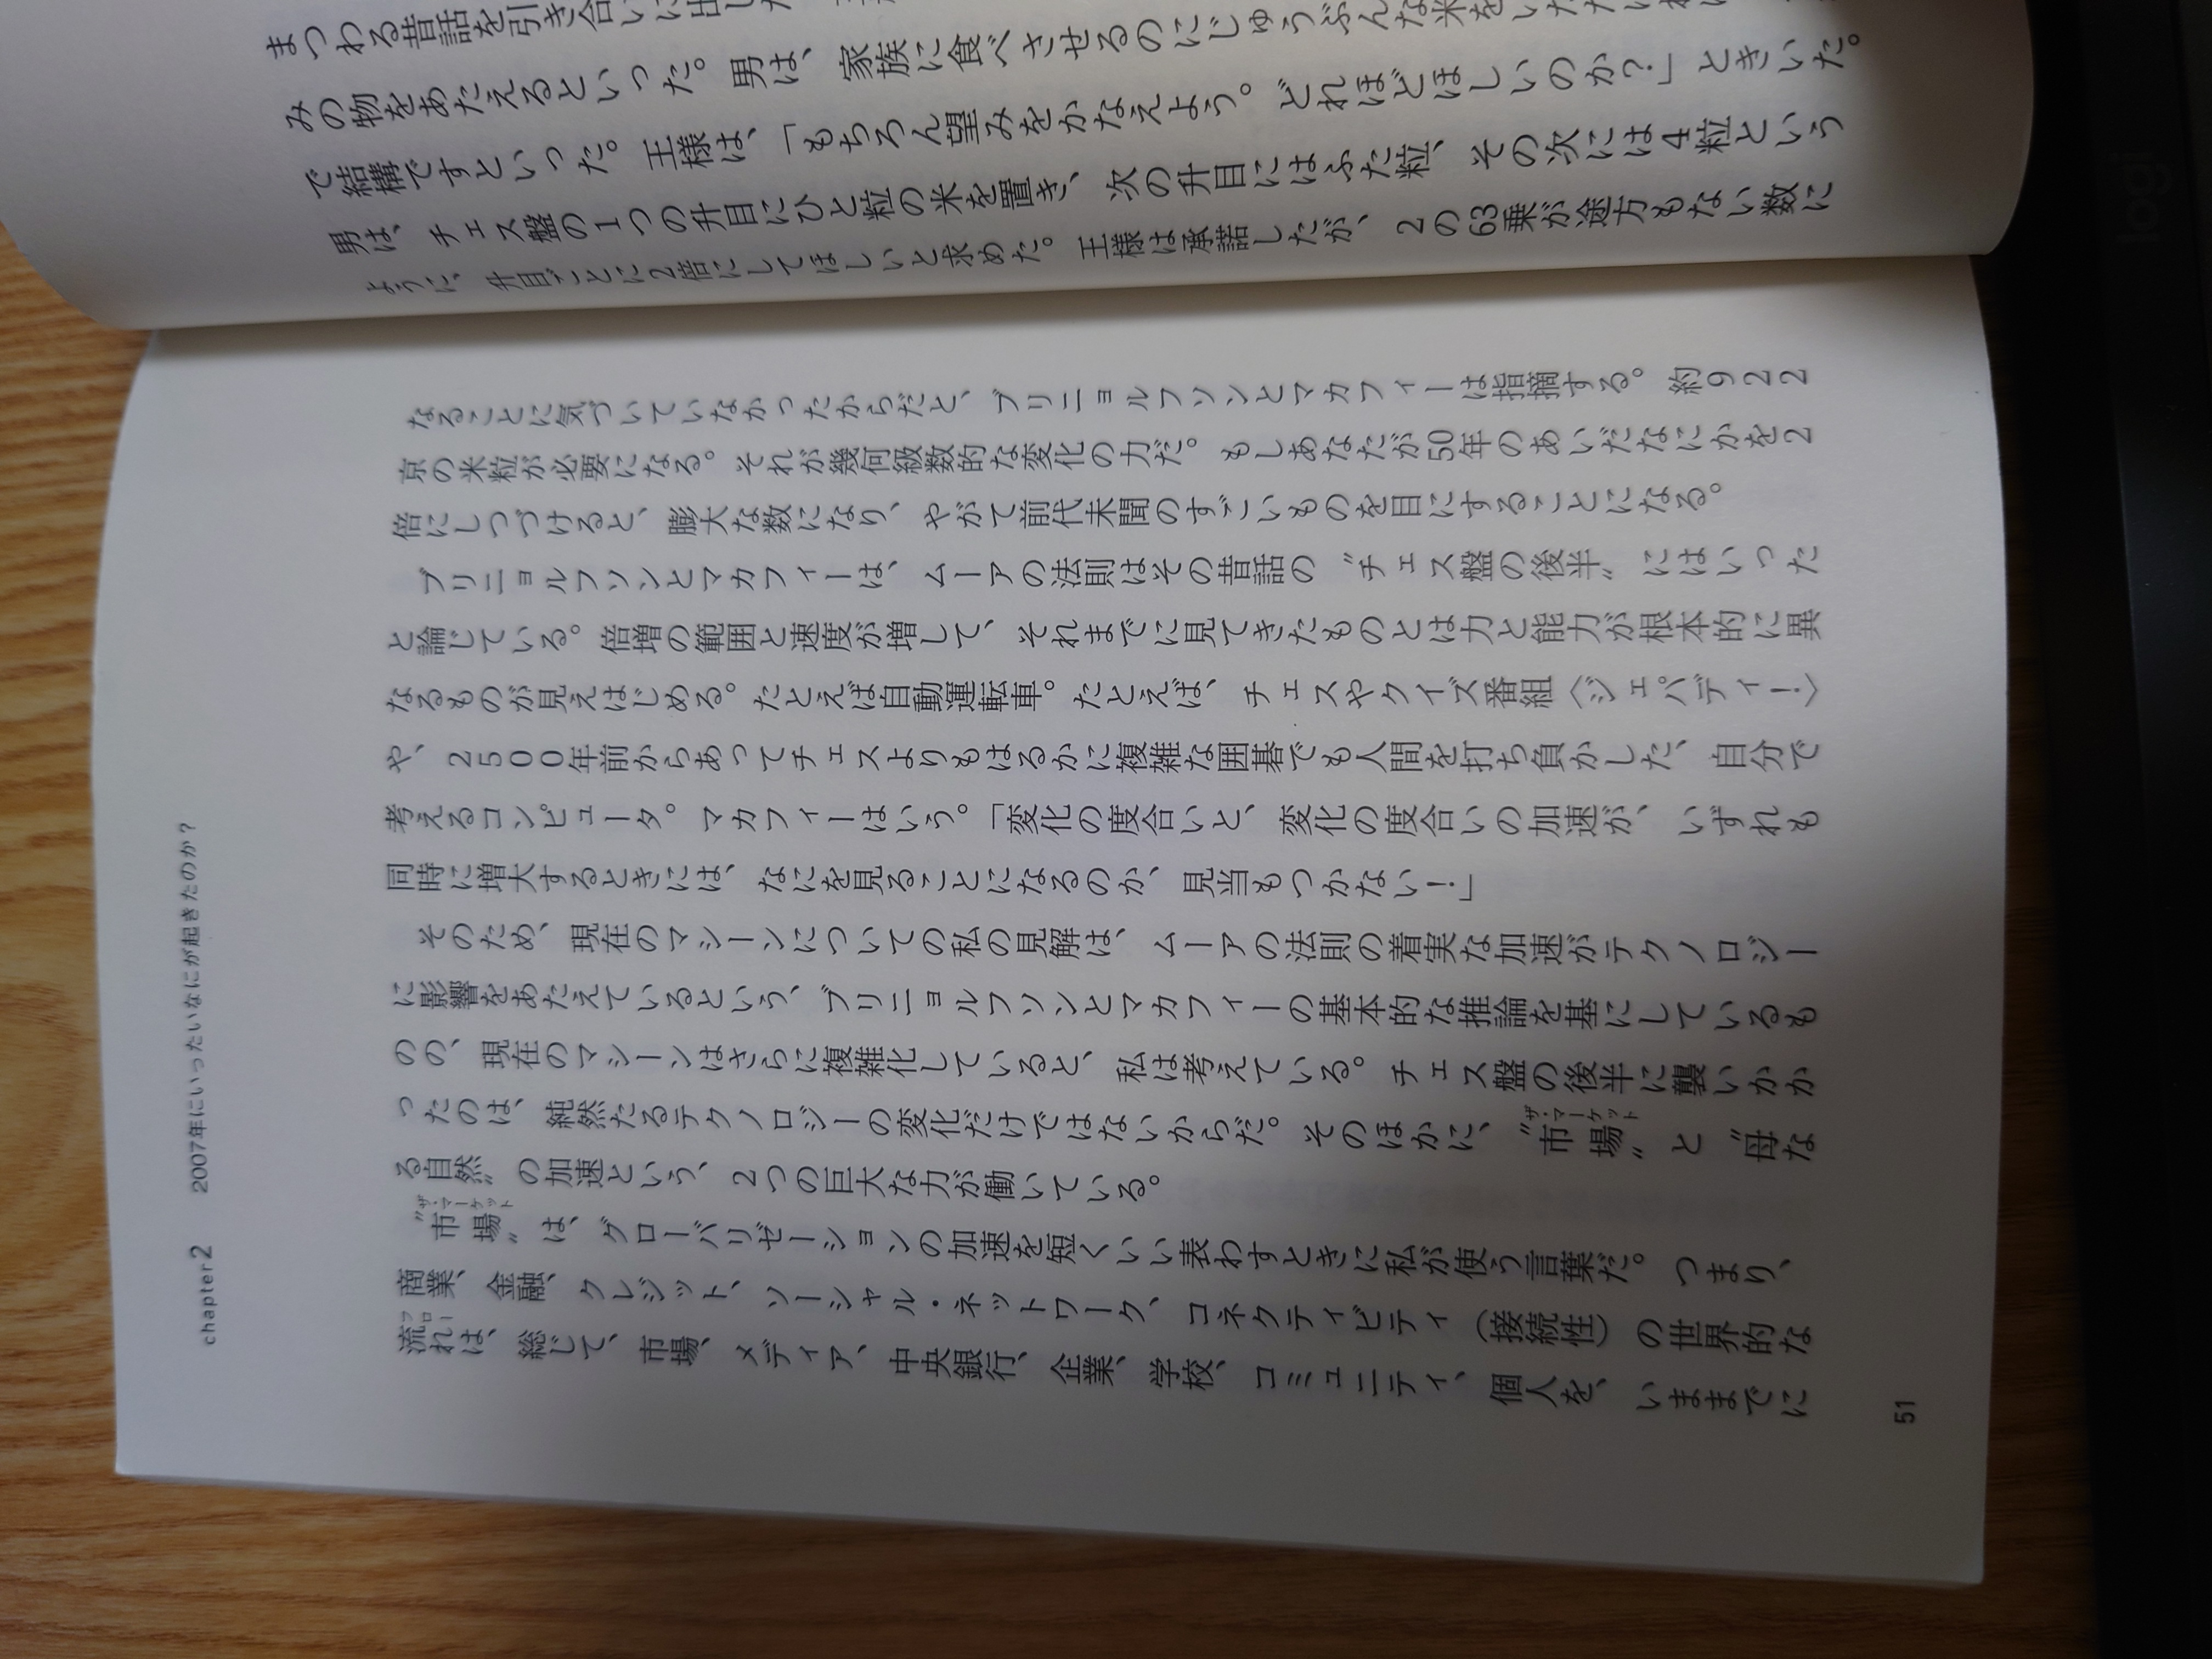 まつわる昔話を引き合いに出した
みの物をあたえるといった。男は、家族に食べさせるのにじゅうぶんな米をいただけれ
で結構ですといった。王様は、「もちろん望みをかなえよう。どれほどほしいのか？」ときいた。
男は、チェス盤の1つの升目にひと粒の米を置き、次の升目にはふた粒、その次には4粒という
ように、升目ごとに2倍にしてほしいと求めた。王様は承諾したが、2の63乗が途方もない数に
chapter2 2007年にいったいなにが起きたのか？
なることに気づいていなかったからだと、ブリニョルフソンとマカフィーは指摘する。約922
京の米粒が必要になる。それが幾何級数的な変化の力だ。もしあなたが50年のあいだなにかを2
倍にしつづけると、膨大な数になり、やがて前代未聞のすごいものを目にすることになる。
ブリニョルフソンとマカフィーは、ムーアの法則はその昔話の〝チェス盤の後半〟にはいった
と論じている。倍増の範囲と速度が増して、それまでに見てきたものとは力と能力が根本的に異
なるものが見えはじめる。たとえば自動運転車。たとえば、チェスやクイズ番組〈ジェパディ！〉
や、2500年前からあってチェスよりもはるかに複雑な囲碁でも人間を打ち負かした、自分で
考えるコンピュータ。マカフィーはいう。「変化の度合いと、変化の度合いの加速が、いずれも
同時に増大するときには、なにを見ることになるのか、見当もつかない！」
そのため、現在のマシーンについての私の見解は、ムーアの法則の着実な加速がテクノロジー
に影響をあたえているという、ブリニョルフソンとマカフィーの基本的な推論を基にしているも
のの、現在のマシーンはさらに複雑化していると、私は考えている。チェス盤の後半に襲いかか
ったのは、純然たるテクノロジーの変化だけではないからだ。そのほかに、〝市場〟と〝母な
ザ・マーケット
る自然〟の加速という、2つの巨大な力が働いている。
〝市場〟は、グローバリゼーションの加速を短くいい表わすときに私が使う言葉だ。つまり、
ザ・マーケット
商業、金融、クレジット、ソーシャル・ネットワーク、コネクティビティ（接続性）の世界的な
流れは、総じて、市場、メディア、中央銀行、企業、学校、コミュニティ、個人を、いままでに
フロー
51
logi